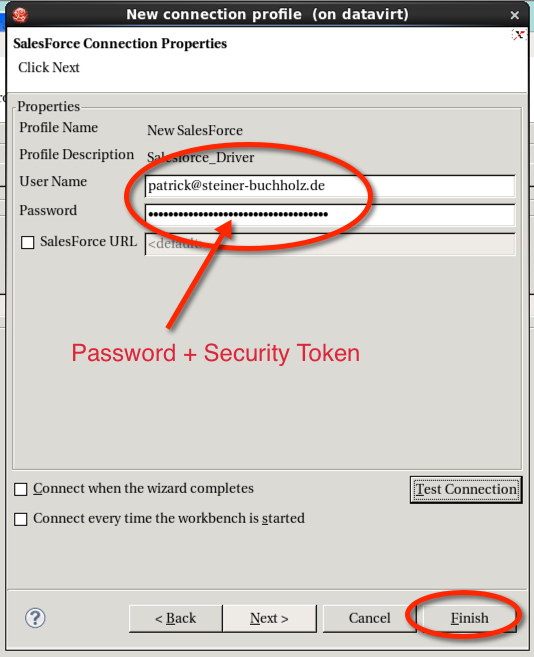 New connection profile (on datavirt)
SalesForce Connection Properties
Click Next
Properties
Profile Name New SalesForce
Profile Description Salesforce_Driver
User Name patrick@steiner-buchholz.de
Password
SalesForce URL <default>
Password + Security Token
Connect when the wizard completes
Test Connection
Connect every time the workbench is started
? < Back Next > Cancel Finish